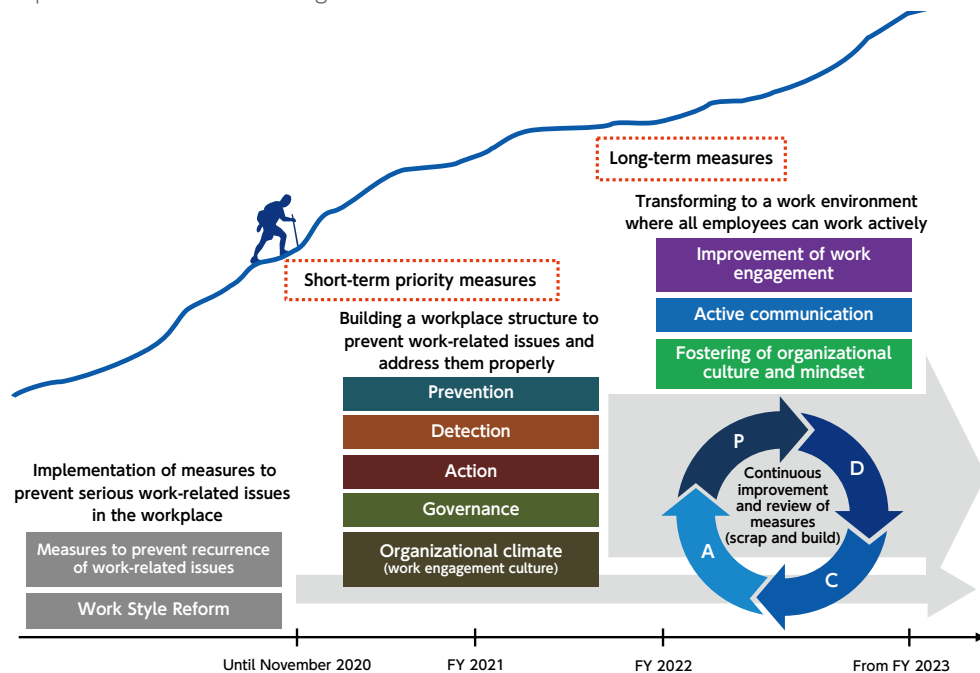 Long-term measures
Transforming to a work environment
where all employees can work actively
Improvement of work
engagement
Active communication
Fostering of organizational
culture and mindset
Short-term priority measures
Building a workplace structure to
prevent work-related issues and
address them properly
Prevention
Detection
Action
Governance
Organizational climate
(work engagement culture)
Implementation of measures to
prevent serious work-related issues
in the workplace
Measures to prevent recurrence
of work-related issues
Work Style Reform
P
D
C
A
Continuous
improvement
and review of
measures
(scrap and build)
Until November 2020
FY 2021
FY 2022
From FY 2023